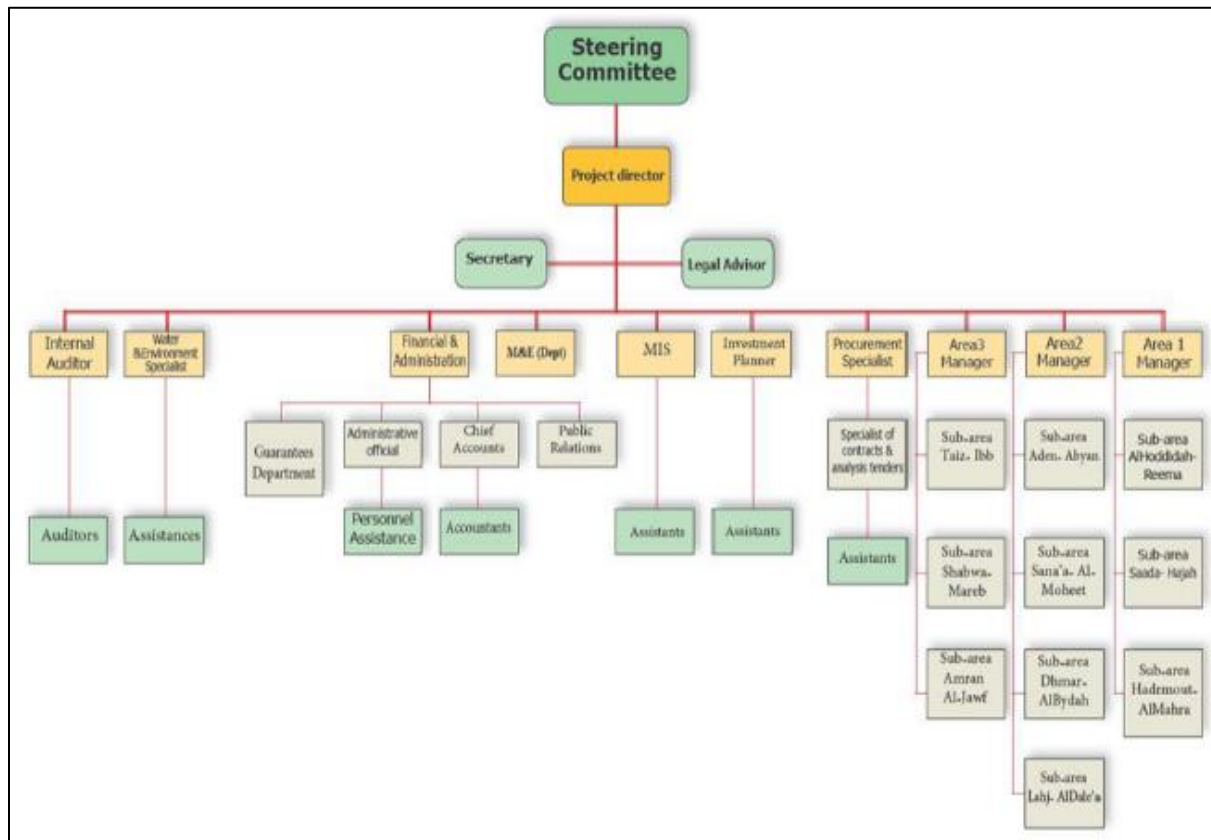 Steering
Committee
Project director
Secretary
Legal Advisor
Internal
Auditor
Water
&Environment
Specialist
Financial &
Administration
M&E (Dept)
MIS
Investment
Planner
Procurement
Specialist
Area3
Manager
Area2
Manager
Area 1
Manager
Guarantees
Department
Administrative
official
Chief
Accounts
Public
Relations
Specialist of
contracts &
analysis tenders
Sub-area
Taiz- Ibb
Sub-area
Aden- Abyan
Sub-area
AlHoddidah-
Reema
Auditors
Assistances
Personnel
Assistance
Accountants
Assistants
Assistants
Assistants
Sub-area
Shabwa-
Mareb
Sub-area
Sana'a- Al-
Moheet
Sub-area
Saada- Hajah
Sub-area
Amran
Al-Jawf
Sub-area
Dhmar-
AlBydah
Sub-area
Hadrmout-
AlMahra
Sub-area
Lahj- AlDale'a